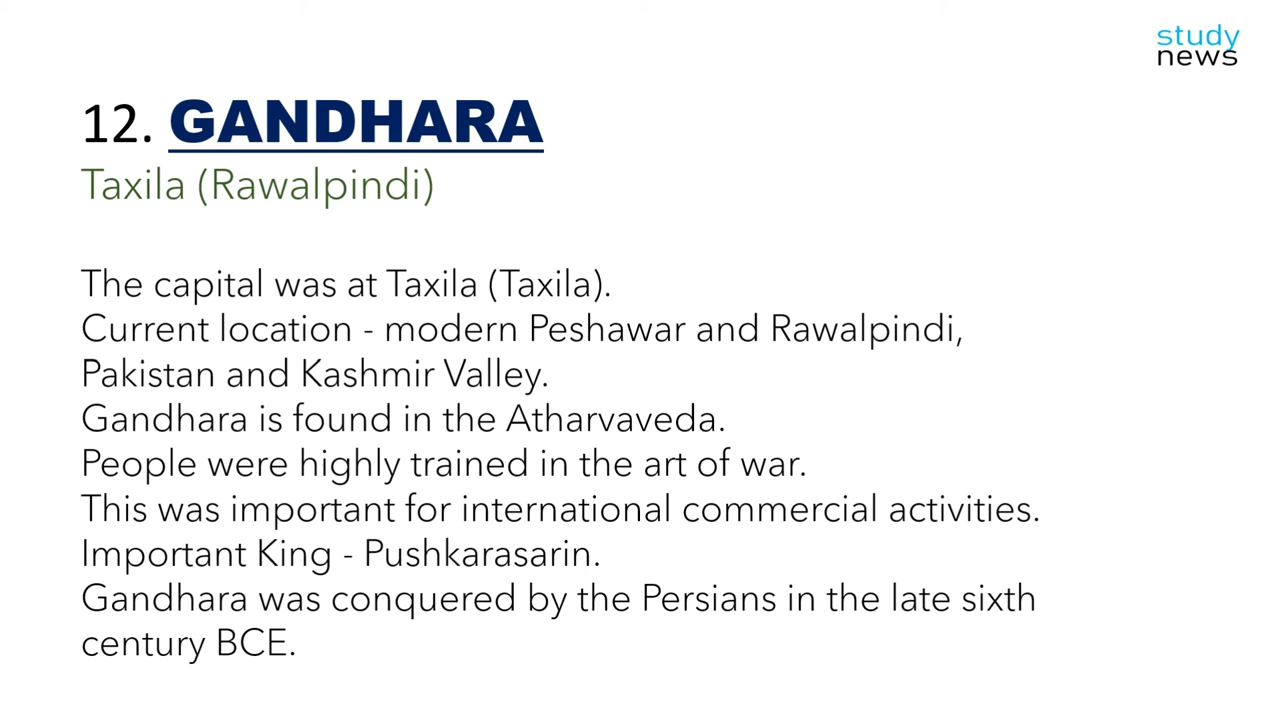 study
news
12. GANDHARA
Taxila (Rawalpindi)
The capital was at Taxila (Taxila).
Current location - modern Peshawar and Rawalpindi,
Pakistan and Kashmir Valley.
Gandhara is found in the Atharvaveda.
People were highly trained in the art of war.
This was important for international commercial activities.
Important King - Pushkarasarin.
Gandhara was conquered by the Persians in the late sixth
century BCE.